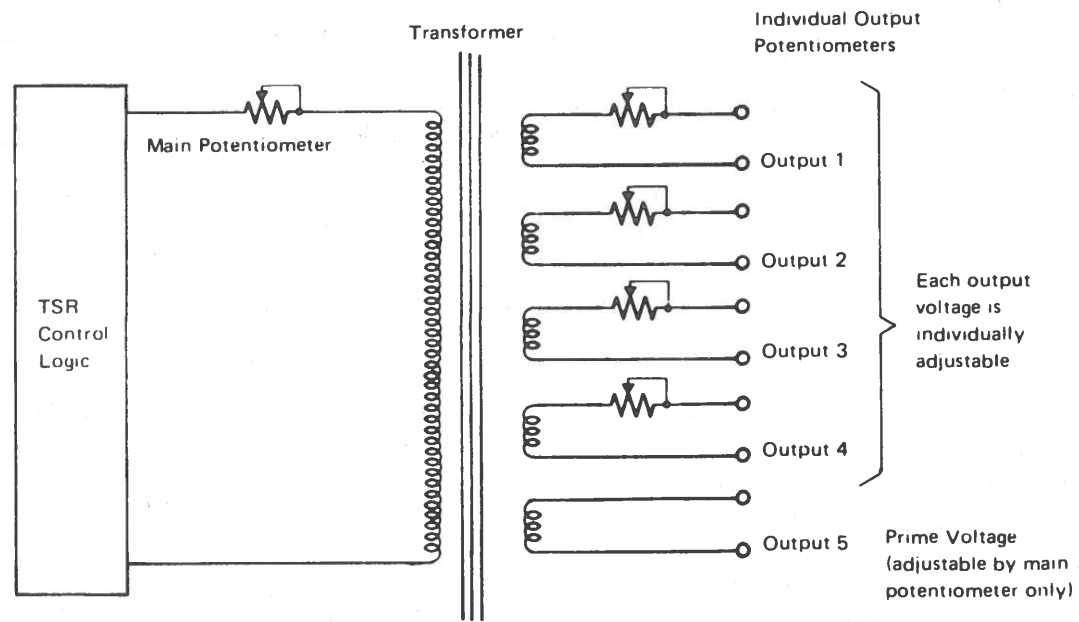 Individual Output
Potentiometers
Transformer
Main Potentiometer
TSR
Control
Logic
Output 1
Output 2
Output 3
Output 4
Output 5
Each output
voltage is
individually
adjustable
Prime Voltage
(adjustable by main
potentiometer only)